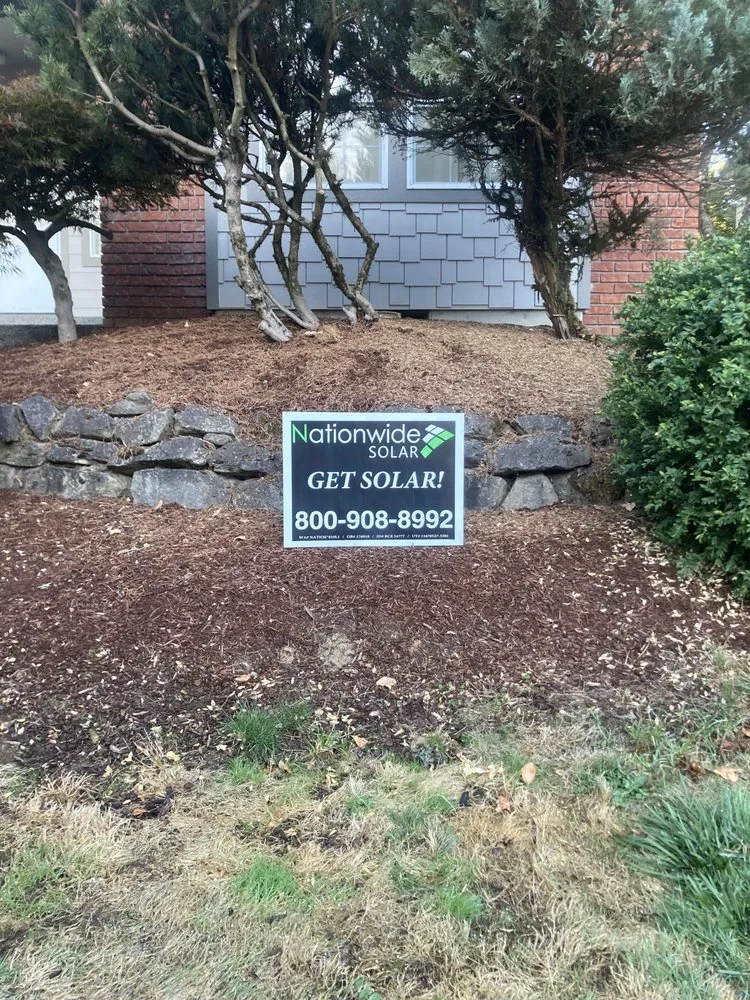 Nationwide
SOLAR
GET SOLAR!
800-908-8992